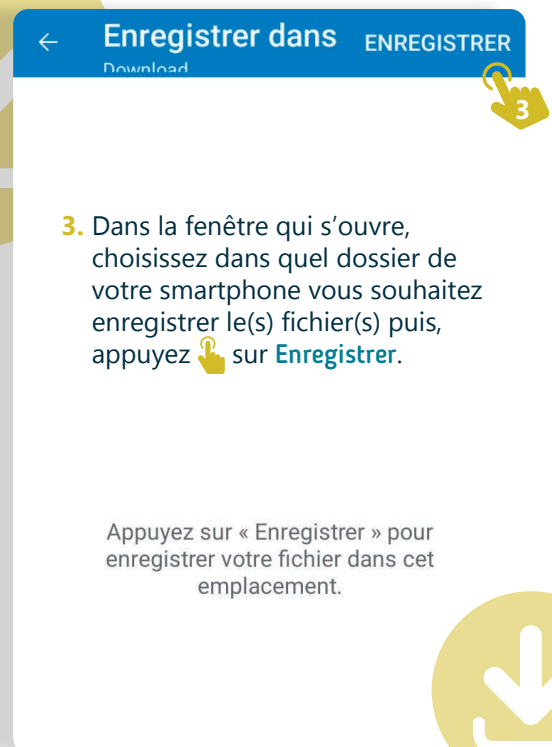 Enregistrer dans ENREGISTRER
Download
3
3. Dans la fenêtre qui s’ouvre,
choisissez dans quel dossier de
votre smartphone vous souhaitez
enregistrer le(s) fichier(s) puis,
appuyez sur Enregistrer.
Appuyez sur « Enregistrer » pour
enregistrer votre fichier dans cet
emplacement.